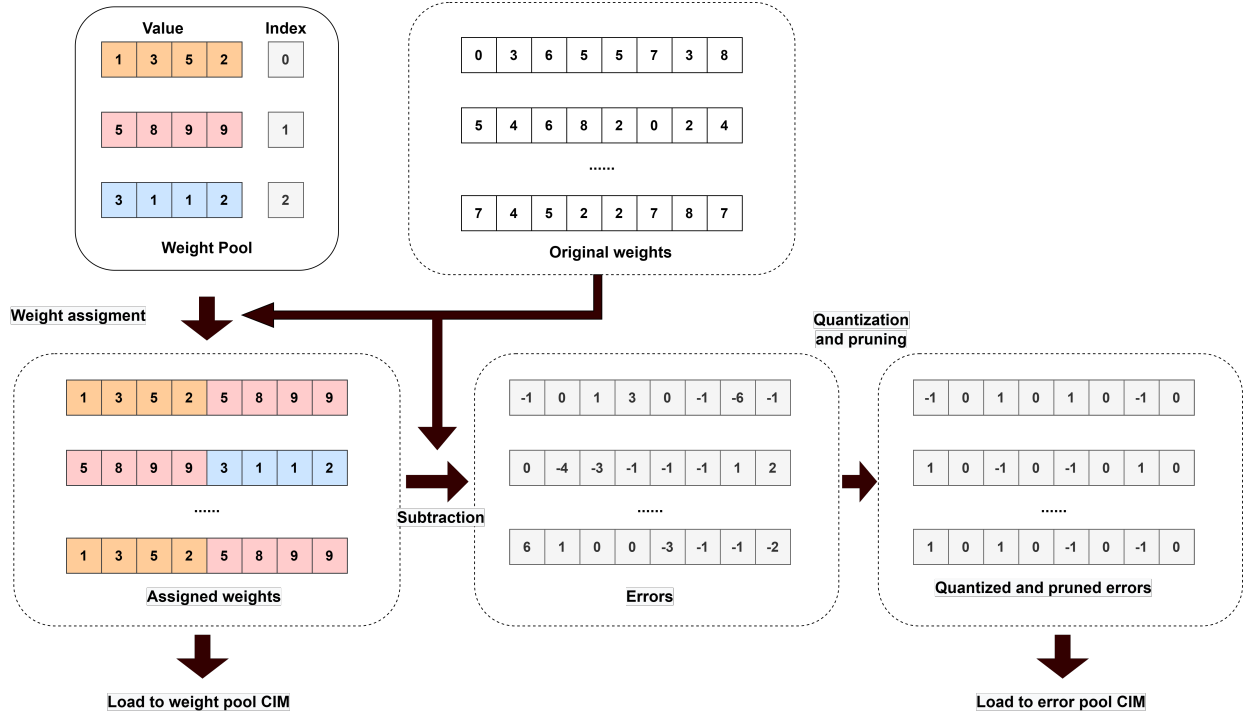 Value Index
1 3 5 2 0
5 8 9 9 1
3 1 1 2 2
Weight Pool
0 3 6 5 5 7 3 8
5 4 6 8 2 0 2 4
......
7 4 5 2 2 7 8 7
Original weights
Weight assigment
Quantization
and pruning
1 3 5 2 5 8 9 9
5 8 9 9 3 1 1 2
......
1 3 5 2 5 8 9 9
Assigned weights
Subtraction
-1 0 1 3 0 -1 -6 -1
0 -4 -3 -1 -1 -1 1 2
......
6 1 0 0 -3 -1 -1 -2
Errors
-1 0 1 0 1 0 -1 0
1 0 -1 0 -1 0 1 0
......
1 0 1 0 -1 0 -1 0
Quantized and pruned errors
Load to weight pool CIM
Load to error pool CIM